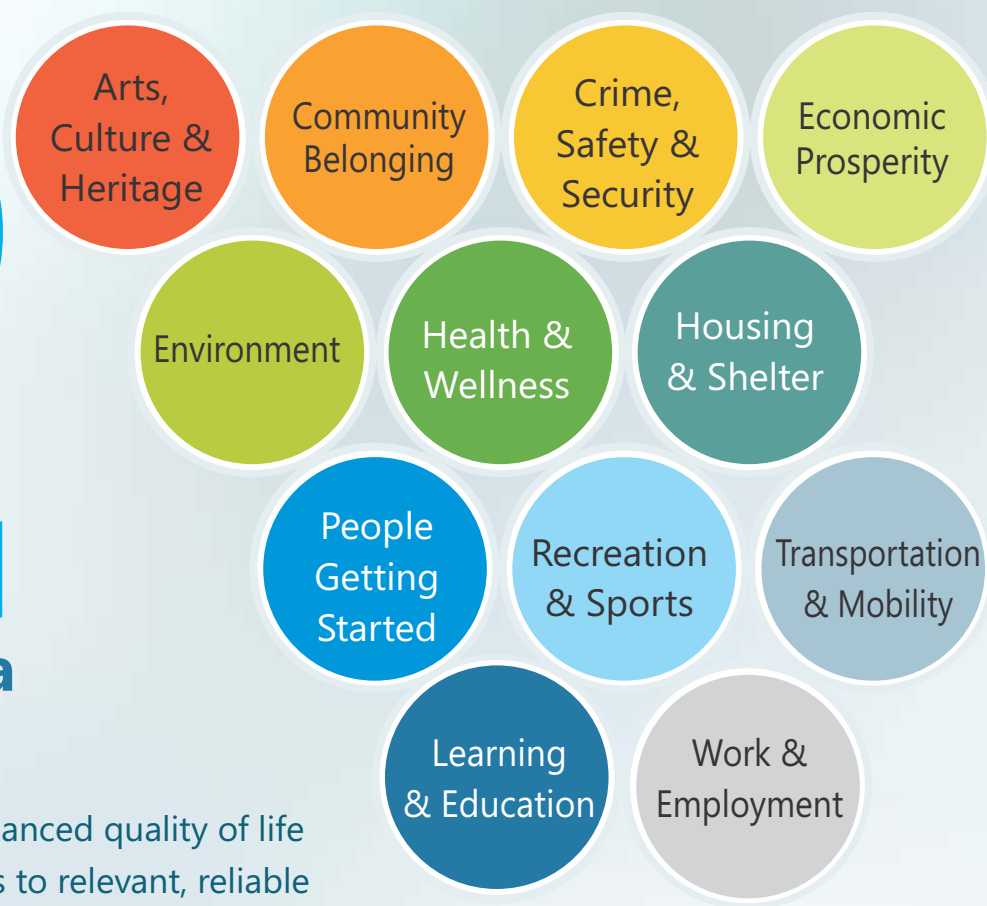 Arts,
Culture &
Heritage
Community
Belonging
Crime,
Safety &
Security
Economic
Prosperity
Environment
Health &
Wellness
Housing
& Shelter
People
Getting
Started
Recreation
& Sports
Transportation
& Mobility
a
Learning
& Education
Work &
Employment
anced quality of life
s to relevant, reliable